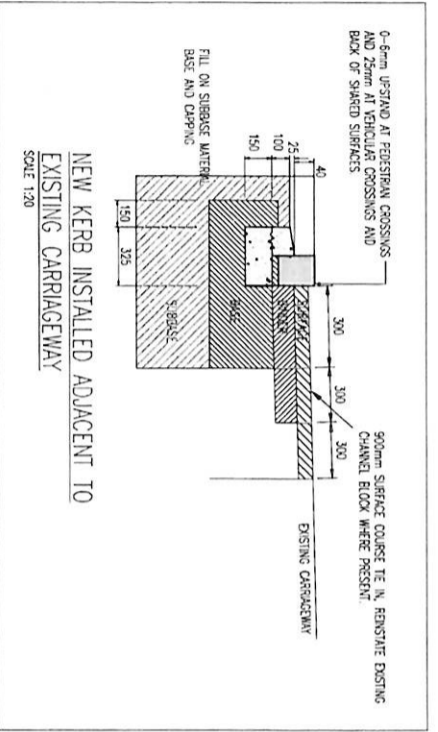 0-6mm UPSTAND AT PEDESTRIAN CROSSINGS
AND 25mm AT VEHICULAR CROSSINGS AND
BACK OF SHARED SURFACES
900mm SURFACE COURSE TIE IN, REINSTATE EXISTING
CHANNEL BLOCK WHERE PRESENT.
300
300
300
EXISTING CARRIAGEWAY
40
25
100
150
SURFACE
BINDER
BASE
SUBBASE
FILL ON SUBBASE MATERIAL,
BASE AND CAPPING
150
325
NEW KERB INSTALLED ADJACENT TO
EXISTING CARRIAGEWAY
SCALE 1:20